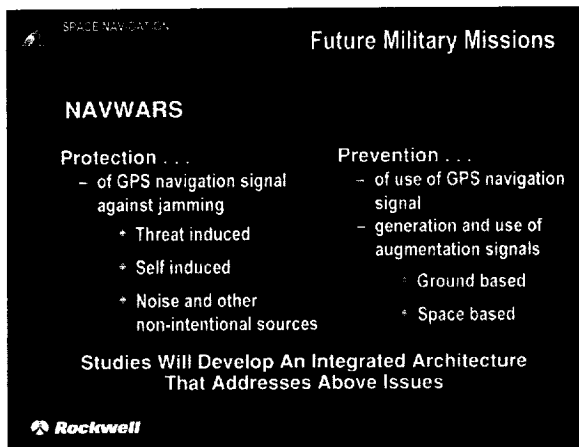 SPACE NAVIGATION
Future Military Missions
NAVWARS
Protection . . .
– of GPS navigation signal
against jamming
* Threat induced
* Self induced
* Noise and other
non-intentional sources
Prevention . . .
– of use of GPS navigation
signal
– generation and use of
augmentation signals
* Ground based
* Space based
Studies Will Develop An Integrated Architecture
That Addresses Above Issues
Rockwell